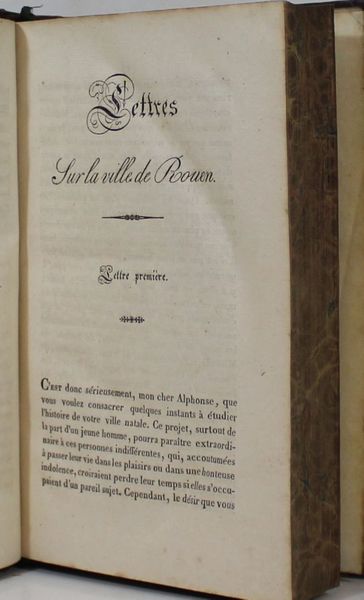 Lettres
Sur la ville de Rouen.
Lettre première.
C'EST donc sérieusement, mon cher Alphonse, que
vous voulez consacrer quelques instants à étudier
l'histoire de votre ville natale. Ce projet, surtout de
la part d'un jeune homme, pourra paraître extraordi-
naire à ces personnes indifférentes, qui, accoutumées
à passer leur vie dans les plaisirs ou dans une honteuse
indolence, croiraient perdre leur temps si elles s'occu-
paient d'un pareil sujet. Cependant, le désir que vous